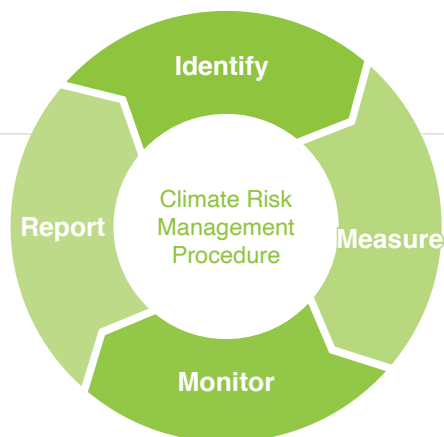 Identify
Climate Risk
Management
Procedure
Report
Measure
Monitor